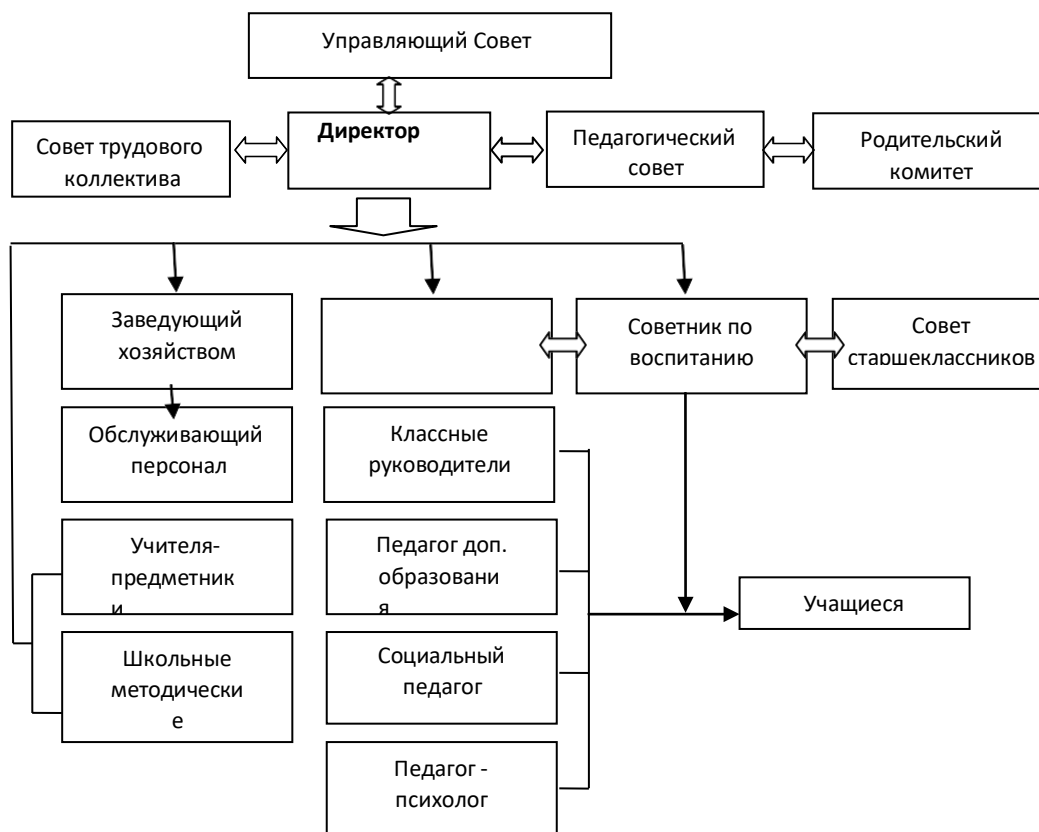 Управляющий Совет
Совет трудового
коллектива
Директор
Педагогический
совет
Родительский
комитет
Заведующий
хозяйством
Советник по
воспитанию
Совет
старшеклассников
Обслуживающий
персонал
Классные
руководители
Учителя-
предметник
и
Педагог доп.
образовани
я
Учащиеся
Школьные
методически
е
Социальный
педагог
Педагог -
психолог